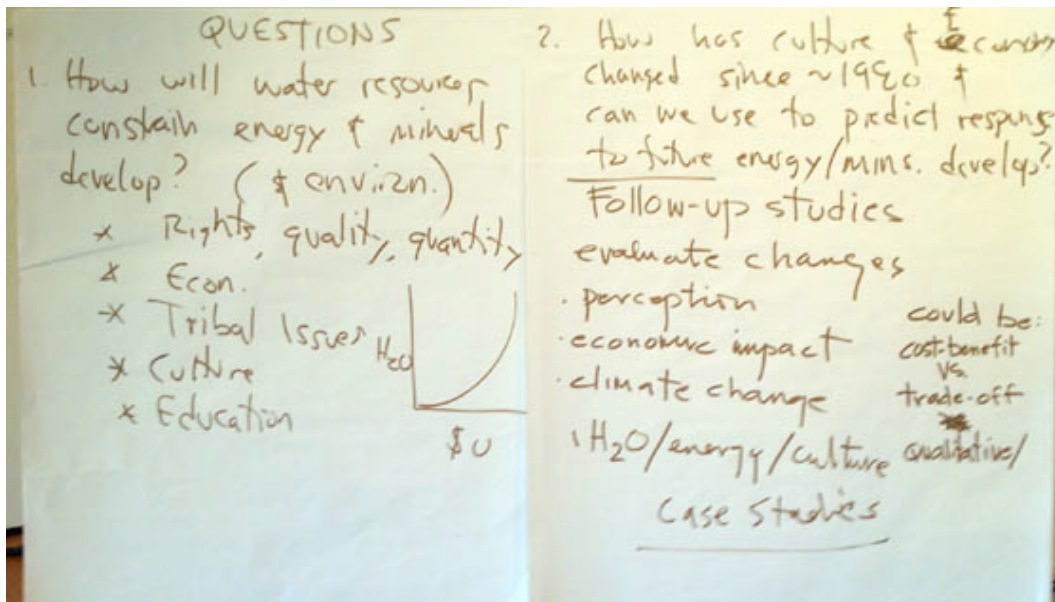 QUESTIONS
1. How will water resources
constrain energy & minerals
develop? (& environ.)
* Rights, quality, quantity
* Econ.
* Tribal Issues
* Culture
* Education
H2O
$ U
2. How has culture & Econom
changed since ~1980 &
can we use to predict respons
to future energy/mins. develop?
Follow-up studies
evaluate changes
· perception
· economic impact
· climate change
· H2O/energy/culture
could be:
cost-benefit
vs.
trade-off
qualitative/
Case Studies